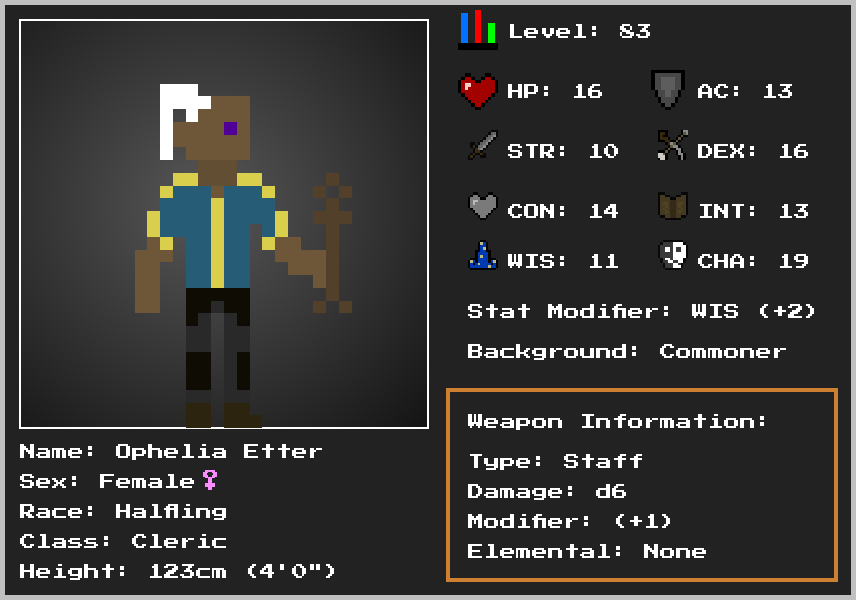 Level: 83
HP: 16
AC: 13
STR: 10
DEX: 16
CON: 14
INT: 13
WIS: 11
CHA: 19
Stat Modifier: WIS (+2)
Background: Commoner
Weapon Information:
Type: Staff
Damage: d6
Modifier: (+1)
Elemental: None
Name: Ophelia Etter
Sex: Female♀
Race: Halfling
Class: Cleric
Height: 123cm (4'0")